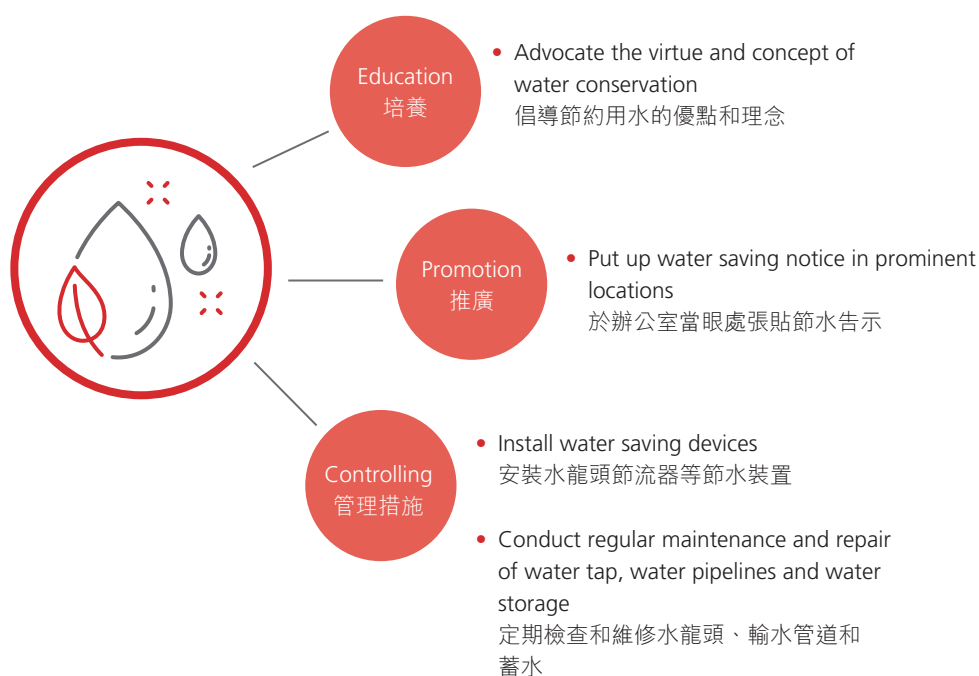 Education
培養
• Advocate the virtue and concept of
water conservation
倡導節約用水的優點和理念
Promotion
推廣
• Put up water saving notice in prominent
locations
於辦公室當眼處張貼節水告示
Controlling
管理措施
• Install water saving devices
安裝水龍頭節流器等節水裝置
• Conduct regular maintenance and repair
of water tap, water pipelines and water
storage
定期檢查和維修水龍頭、輸水管道和
蓄水